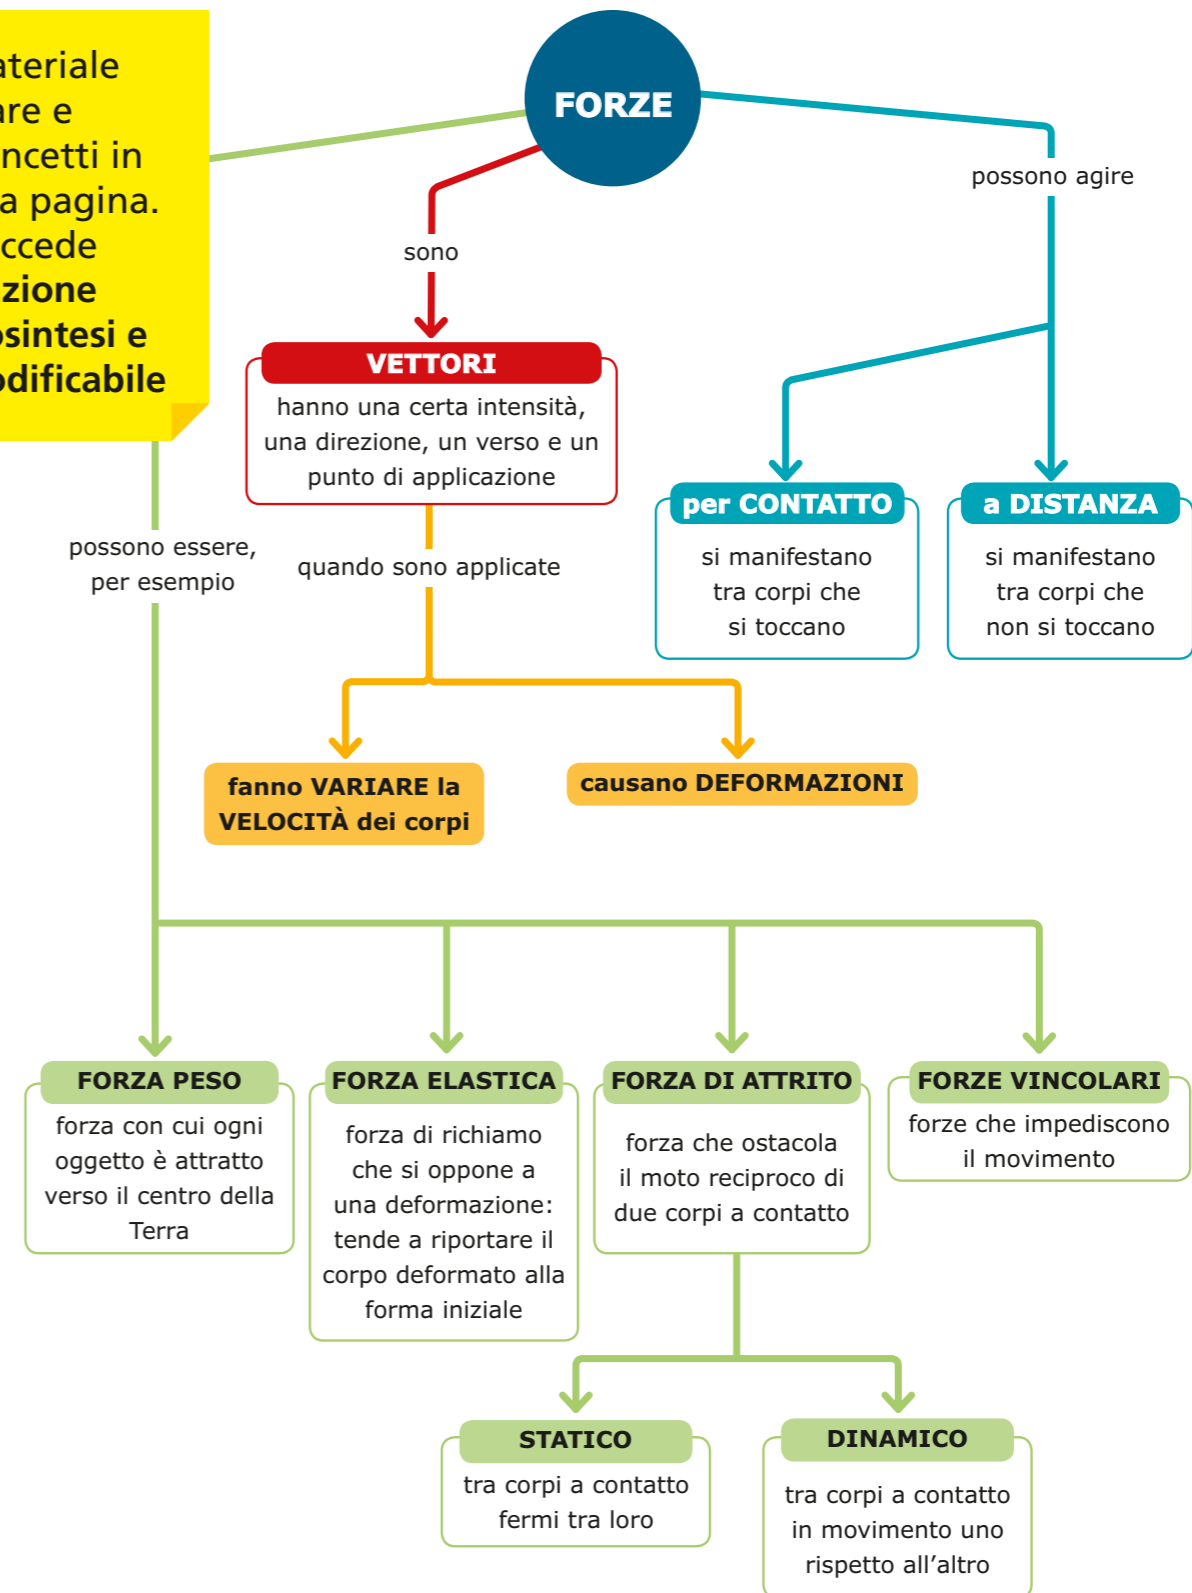 ateriale
are e
ncetti in
a pagina.
ccede
zione
osintesi e
odificabile
FORZE
possono agire
sono
VETTORI
hanno una certa intensità,
una direzione, un verso e un
punto di applicazione
per CONTATTO
si manifestano
tra corpi che
si toccano
a DISTANZA
si manifestano
tra corpi che
non si toccano
possono essere,
per esempio
quando sono applicate
fanno VARIARE la
VELOCITÀ dei corpi
causano DEFORMAZIONI
FORZA PESO
forza con cui ogni
oggetto è attratto
verso il centro della
Terra
FORZA ELASTICA
forza di richiamo
che si oppone a
una deformazione:
tende a riportare il
corpo deformato alla
forma iniziale
FORZA DI ATTRITO
forza che ostacola
il moto reciproco di
due corpi a contatto
FORZE VINCOLARI
forze che impediscono
il movimento
STATICO
tra corpi a contatto
fermi tra loro
DINAMICO
tra corpi a contatto
in movimento uno
rispetto all'altro